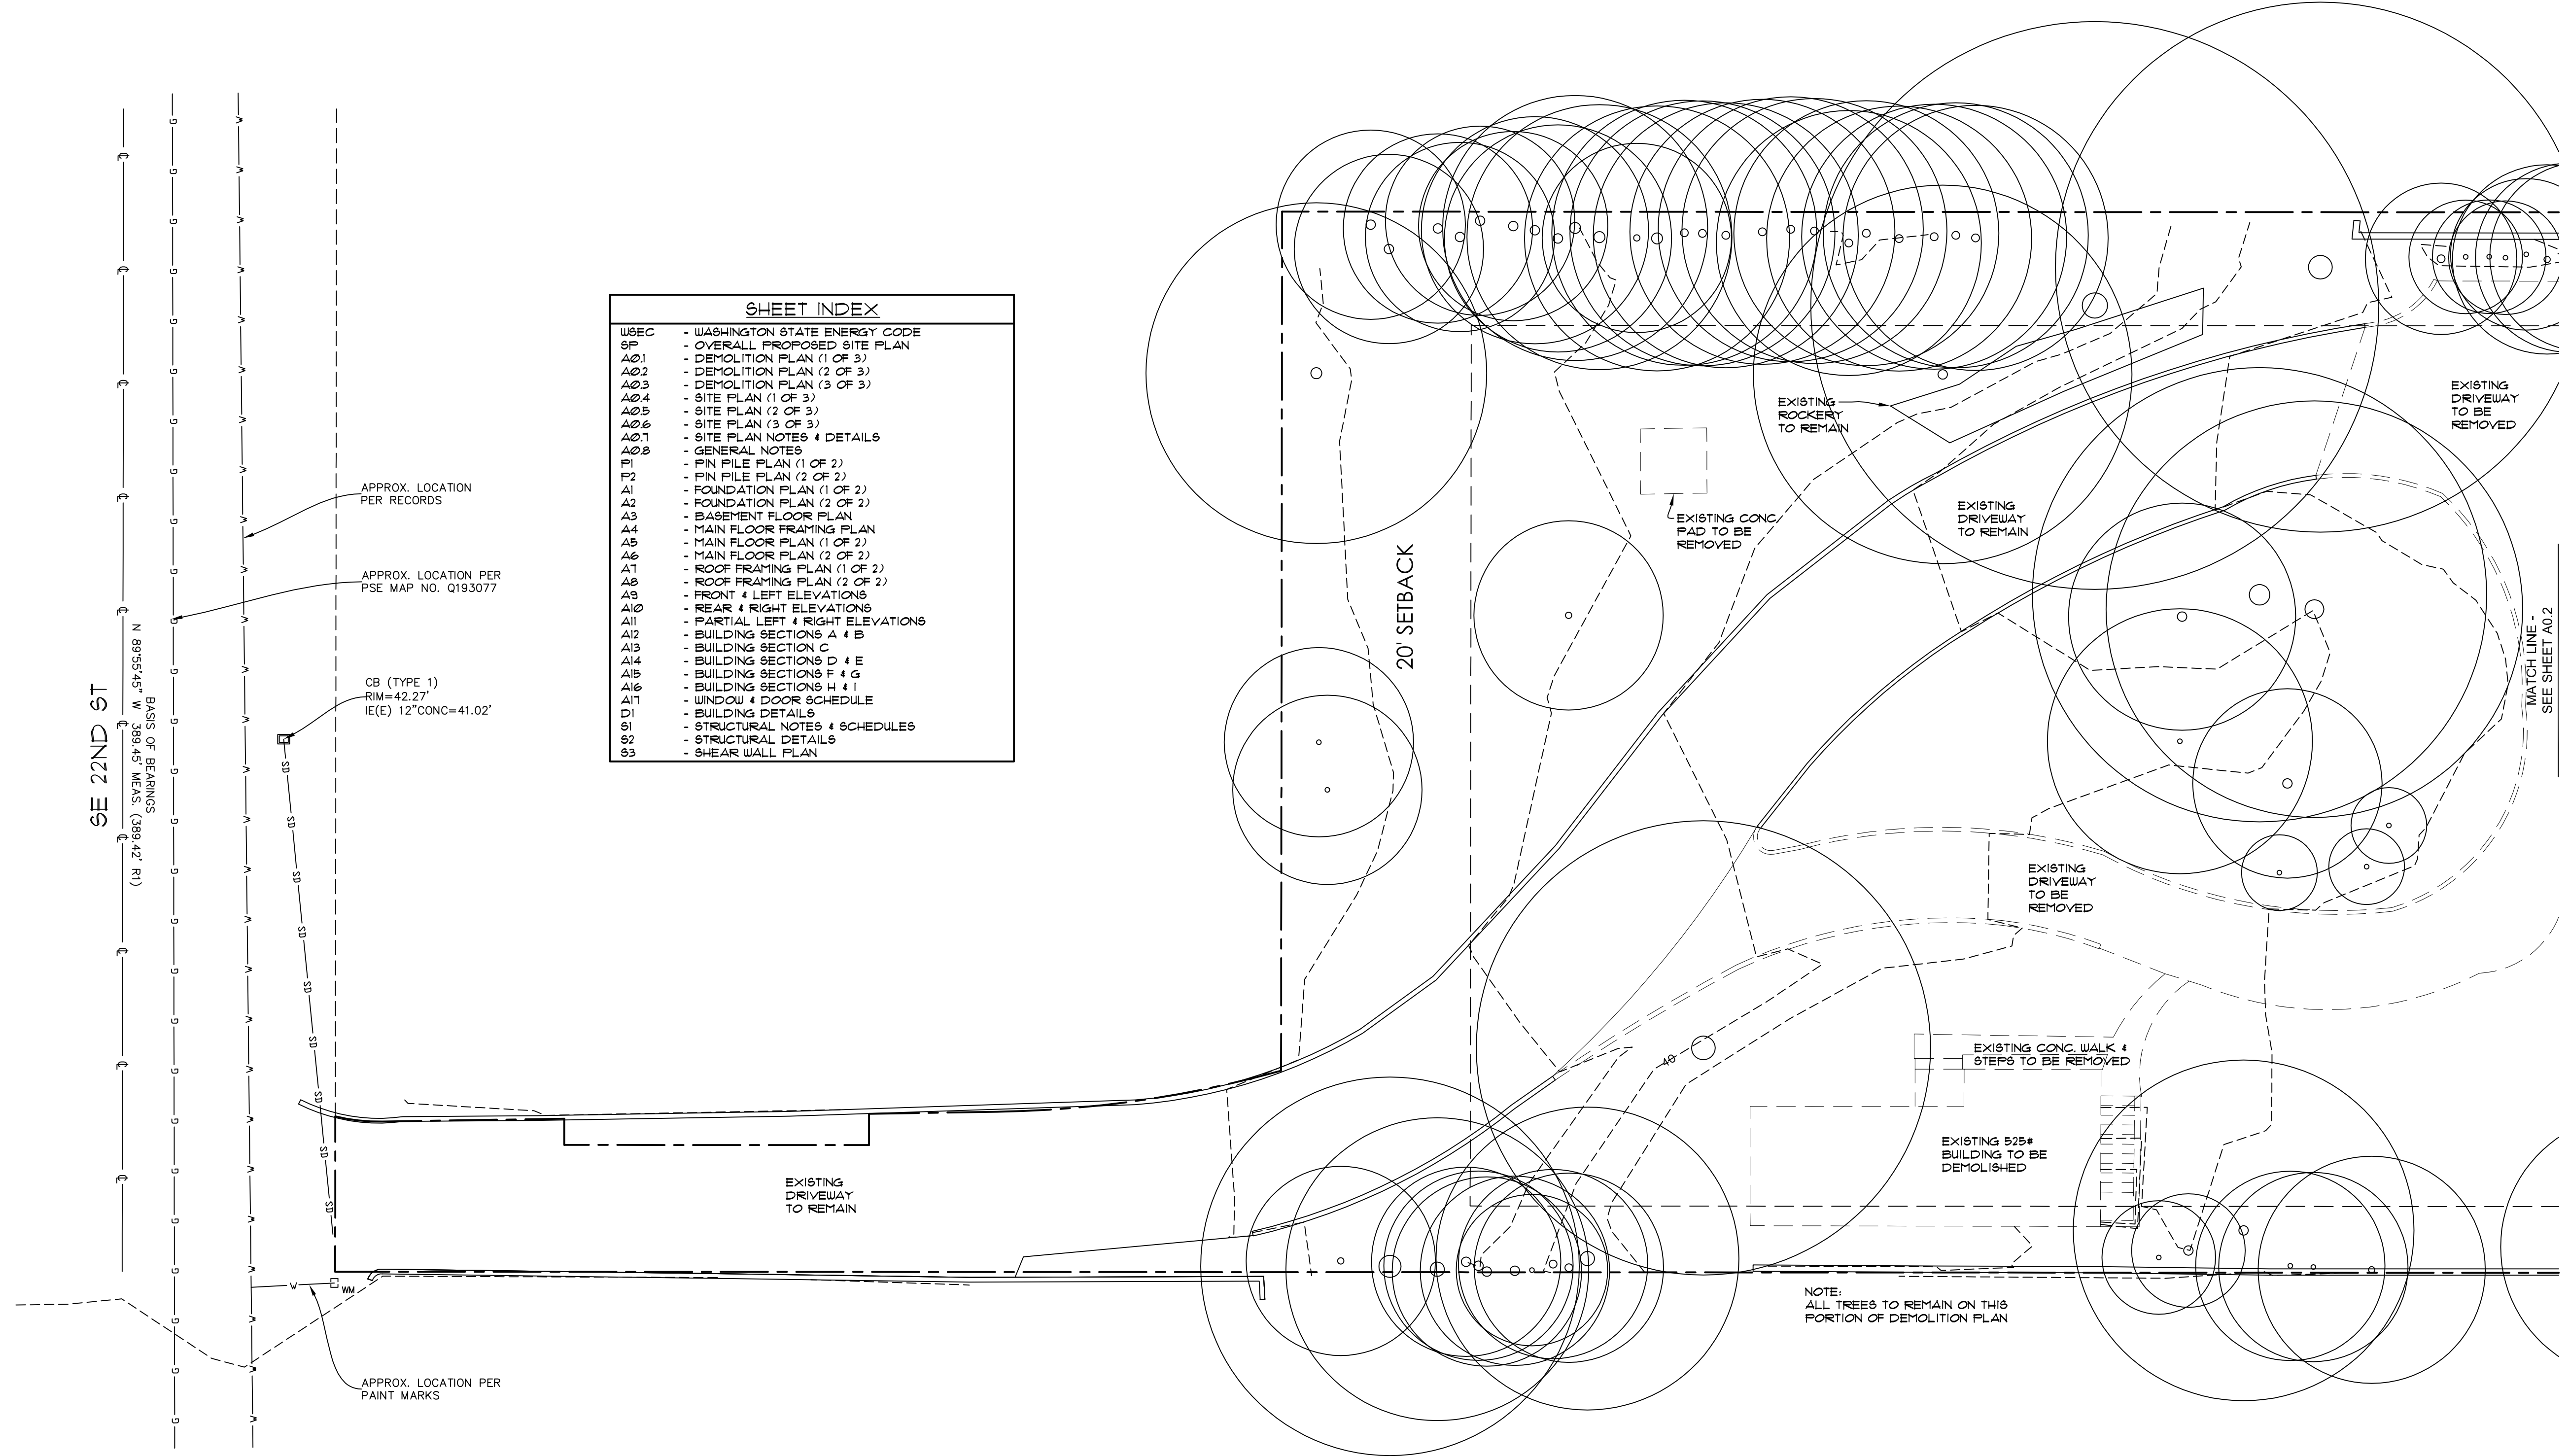 SHEET INDEX
WSEC - WASHINGTON STATE ENERGY CODE
SP - OVERALL PROPOSED SITE PLAN
A0.1 - DEMOLITION PLAN (1 OF 3)
A0.2 - DEMOLITION PLAN (2 OF 3)
A0.3 - DEMOLITION PLAN (3 OF 3)
A0.4 - SITE PLAN (1 OF 3)
A0.5 - SITE PLAN (2 OF 3)
A0.6 - SITE PLAN (3 OF 3)
A0.7 - SITE PLAN NOTES & DETAILS
A0.8 - GENERAL NOTES
P1 - PIN PILE PLAN (1 OF 2)
P2 - PIN PILE PLAN (2 OF 2)
A1 - FOUNDATION PLAN (1 OF 2)
A2 - FOUNDATION PLAN (2 OF 2)
A3 - BASEMENT FLOOR PLAN
A4 - MAIN FLOOR FRAMING PLAN
A5 - MAIN FLOOR PLAN (1 OF 2)
A6 - MAIN FLOOR PLAN (2 OF 2)
A7 - ROOF FRAMING PLAN (1 OF 2)
A8 - ROOF FRAMING PLAN (2 OF 2)
A9 - FRONT & LEFT ELEVATIONS
A10 - REAR & RIGHT ELEVATIONS
A11 - PARTIAL LEFT & RIGHT ELEVATIONS
A12 - BUILDING SECTIONS A & B
A13 - BUILDING SECTION C
A14 - BUILDING SECTIONS D & E
A15 - BUILDING SECTIONS F & G
A16 - BUILDING SECTIONS H & I
A17 - WINDOW & DOOR SCHEDULE
D1 - BUILDING DETAILS
S1 - STRUCTURAL NOTES & SCHEDULES
S2 - STRUCTURAL DETAILS
S3 - SHEAR WALL PLAN
APPROX. LOCATION
PER RECORDS
APPROX. LOCATION PER
PSE MAP NO. Q193077
CB (TYPE 1)
RIM=42.27'
IE(E) 12"CONC=41.02'
SE 22ND ST
BASIS OF BEARINGS
N 89°55'45" W 389.45' MEAS. (389.42' R1)
W
WM
APPROX. LOCATION PER
PAINT MARKS
EXISTING
DRIVEWAY
TO REMAIN
20' SETBACK
EXISTING
ROCKERY
TO REMAIN
EXISTING CONC.
PAD TO BE
REMOVED
EXISTING
DRIVEWAY
TO REMAIN
EXISTING
DRIVEWAY
TO BE
REMOVED
MATCH LINE -
SEE SHEET A0.2
EXISTING
DRIVEWAY
TO BE
REMOVED
40
EXISTING CONC. WALK &
STEPS TO BE REMOVED
EXISTING 525#
BUILDING TO BE
DEMOLISHED
NOTE:
ALL TREES TO REMAIN ON THIS
PORTION OF DEMOLITION PLAN